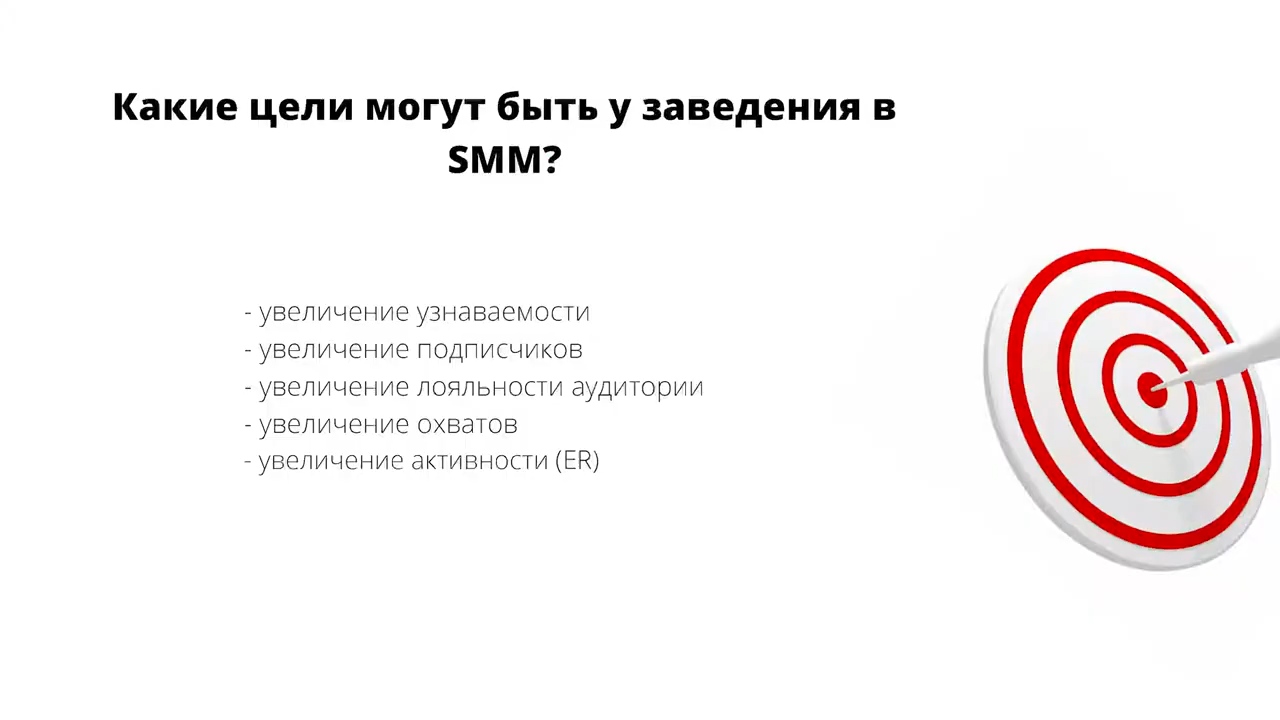 Какие цели могут быть у заведения в
SMM?
- увеличение узнаваемости
- увеличение подписчиков
- увеличение лояльности аудитории
- увеличение охватов
- увеличение активности (ER)